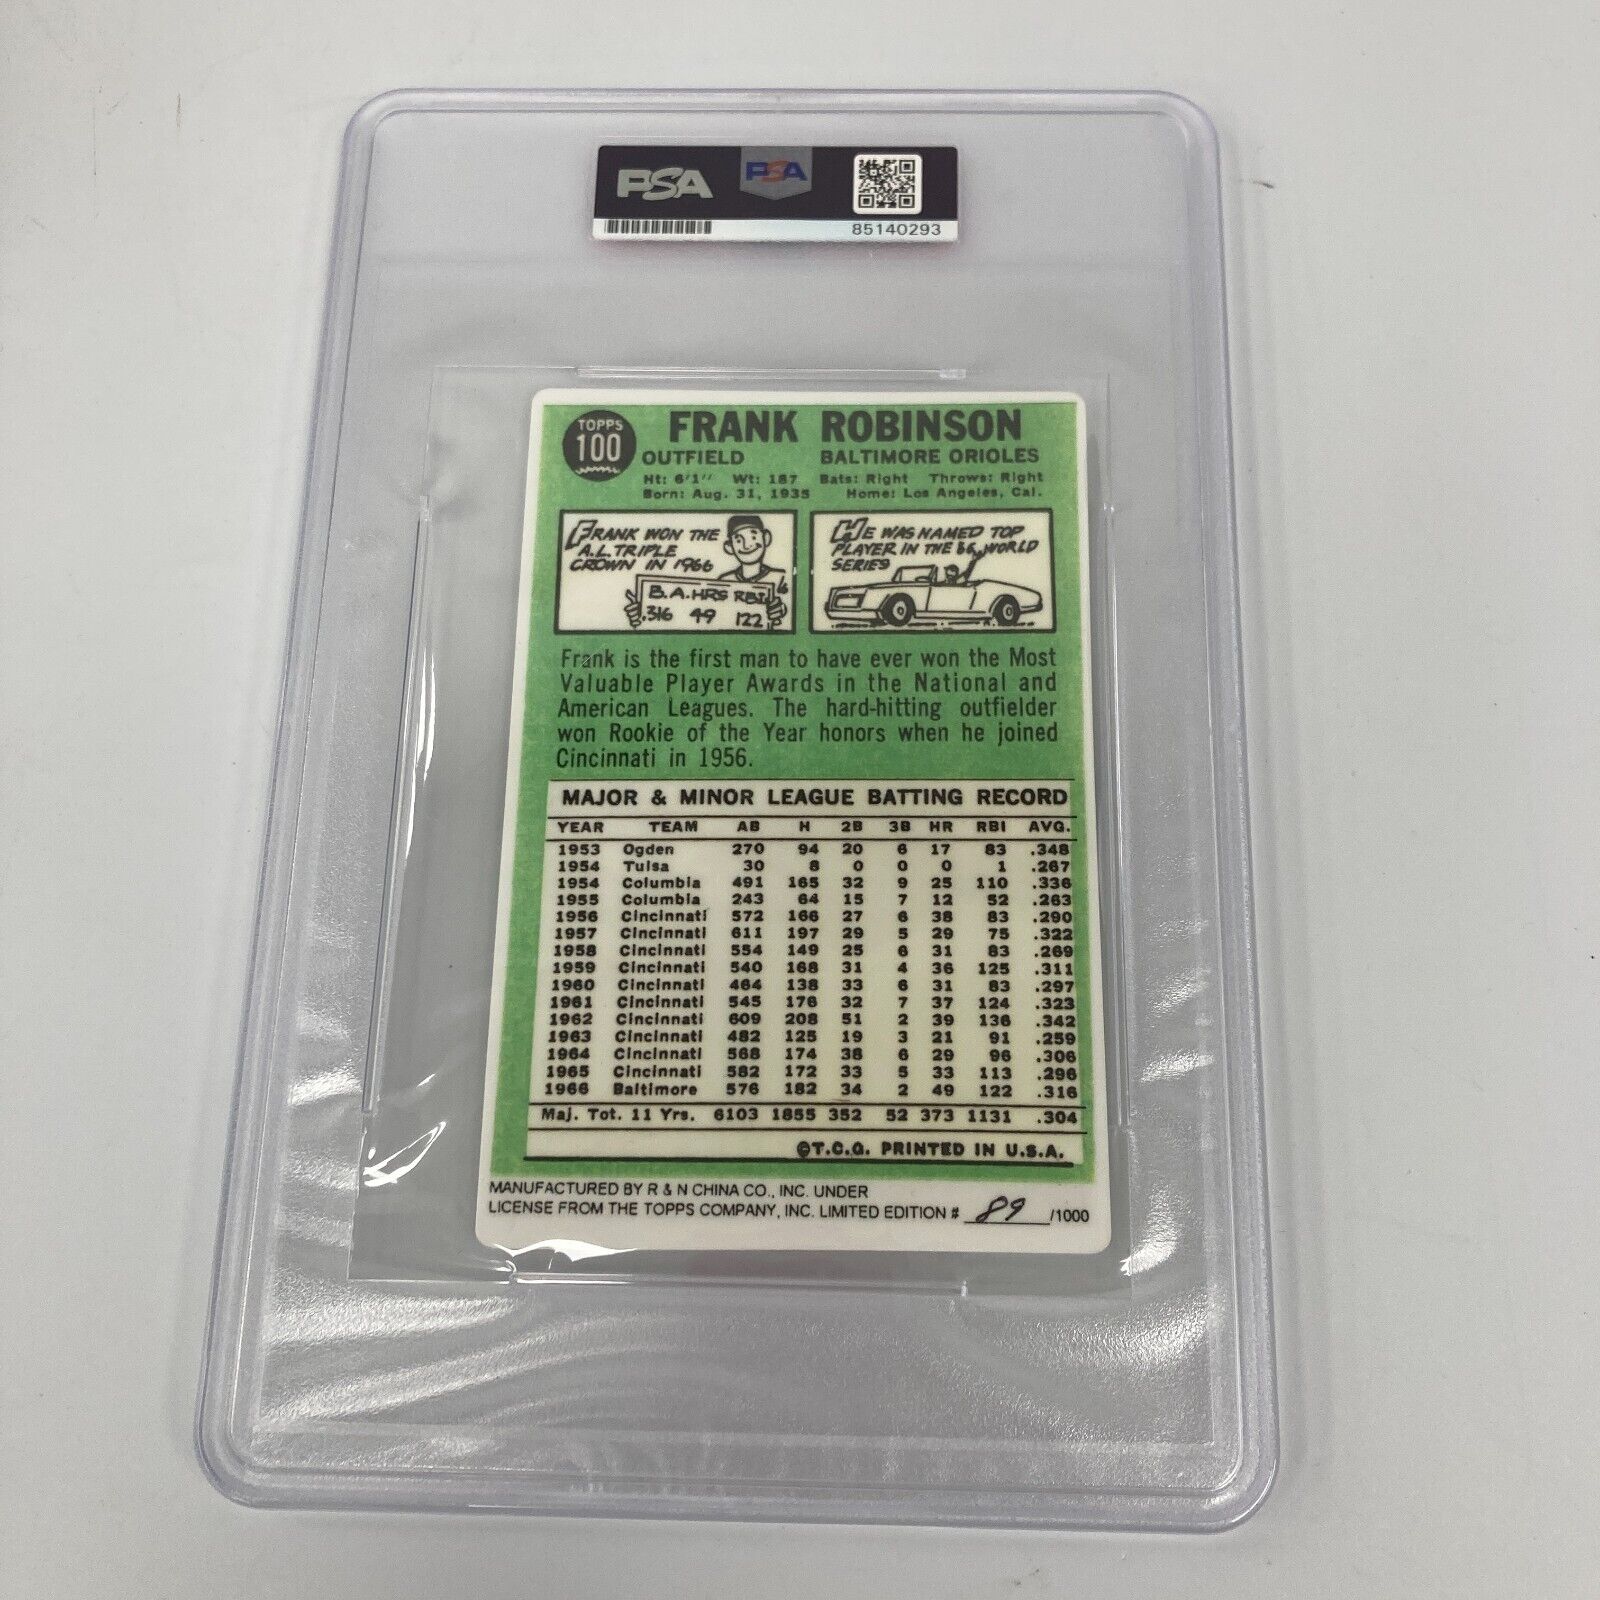 PSA
PSA
85140293
TOPPS
100
FRANK ROBINSON
OUTFIELD BALTIMORE ORIOLES
Ht: 6'1" Wt: 187 Bats: Right Throws: Right
Born: Aug. 31, 1935 Home: Los Angeles, Cal.
FRANK WON THE
A.L. TRIPLE
CROWN IN 1966
B.A. HRS RBI
.316 49 122
HE WAS NAMED TOP
PLAYER IN THE 66 WORLD
SERIES
Frank is the first man to have ever won the Most
Valuable Player Awards in the National and
American Leagues. The hard-hitting outfielder
won Rookie of the Year honors when he joined
Cincinnati in 1956.
MAJOR & MINOR LEAGUE BATTING RECORD
YEAR TEAM AB H 2B 3B HR RBI AVG.
1953 Ogden 270 94 20 6 17 83 .348
1954 Tulsa 30 8 0 0 0 1 .267
1954 Columbia 491 165 32 9 25 110 .336
1955 Columbia 243 64 15 7 12 52 .263
1956 Cincinnati 572 166 27 6 38 83 .290
1957 Cincinnati 611 197 29 5 29 75 .322
1958 Cincinnati 554 149 25 6 31 83 .269
1959 Cincinnati 540 168 31 4 36 125 .311
1960 Cincinnati 464 138 33 6 31 83 .297
1961 Cincinnati 545 176 32 7 37 124 .323
1962 Cincinnati 609 208 51 2 39 136 .342
1963 Cincinnati 482 125 19 3 21 91 .259
1964 Cincinnati 568 174 38 6 29 96 .306
1965 Cincinnati 582 172 33 5 33 113 .296
1966 Baltimore 576 182 34 2 49 122 .316
Maj. Tot. 11 Yrs. 6103 1855 352 52 373 1131 .304
©T.C.G. PRINTED IN U.S.A.
MANUFACTURED BY R & N CHINA CO., INC. UNDER
LICENSE FROM THE TOPPS COMPANY, INC. LIMITED EDITION # 89 /1000